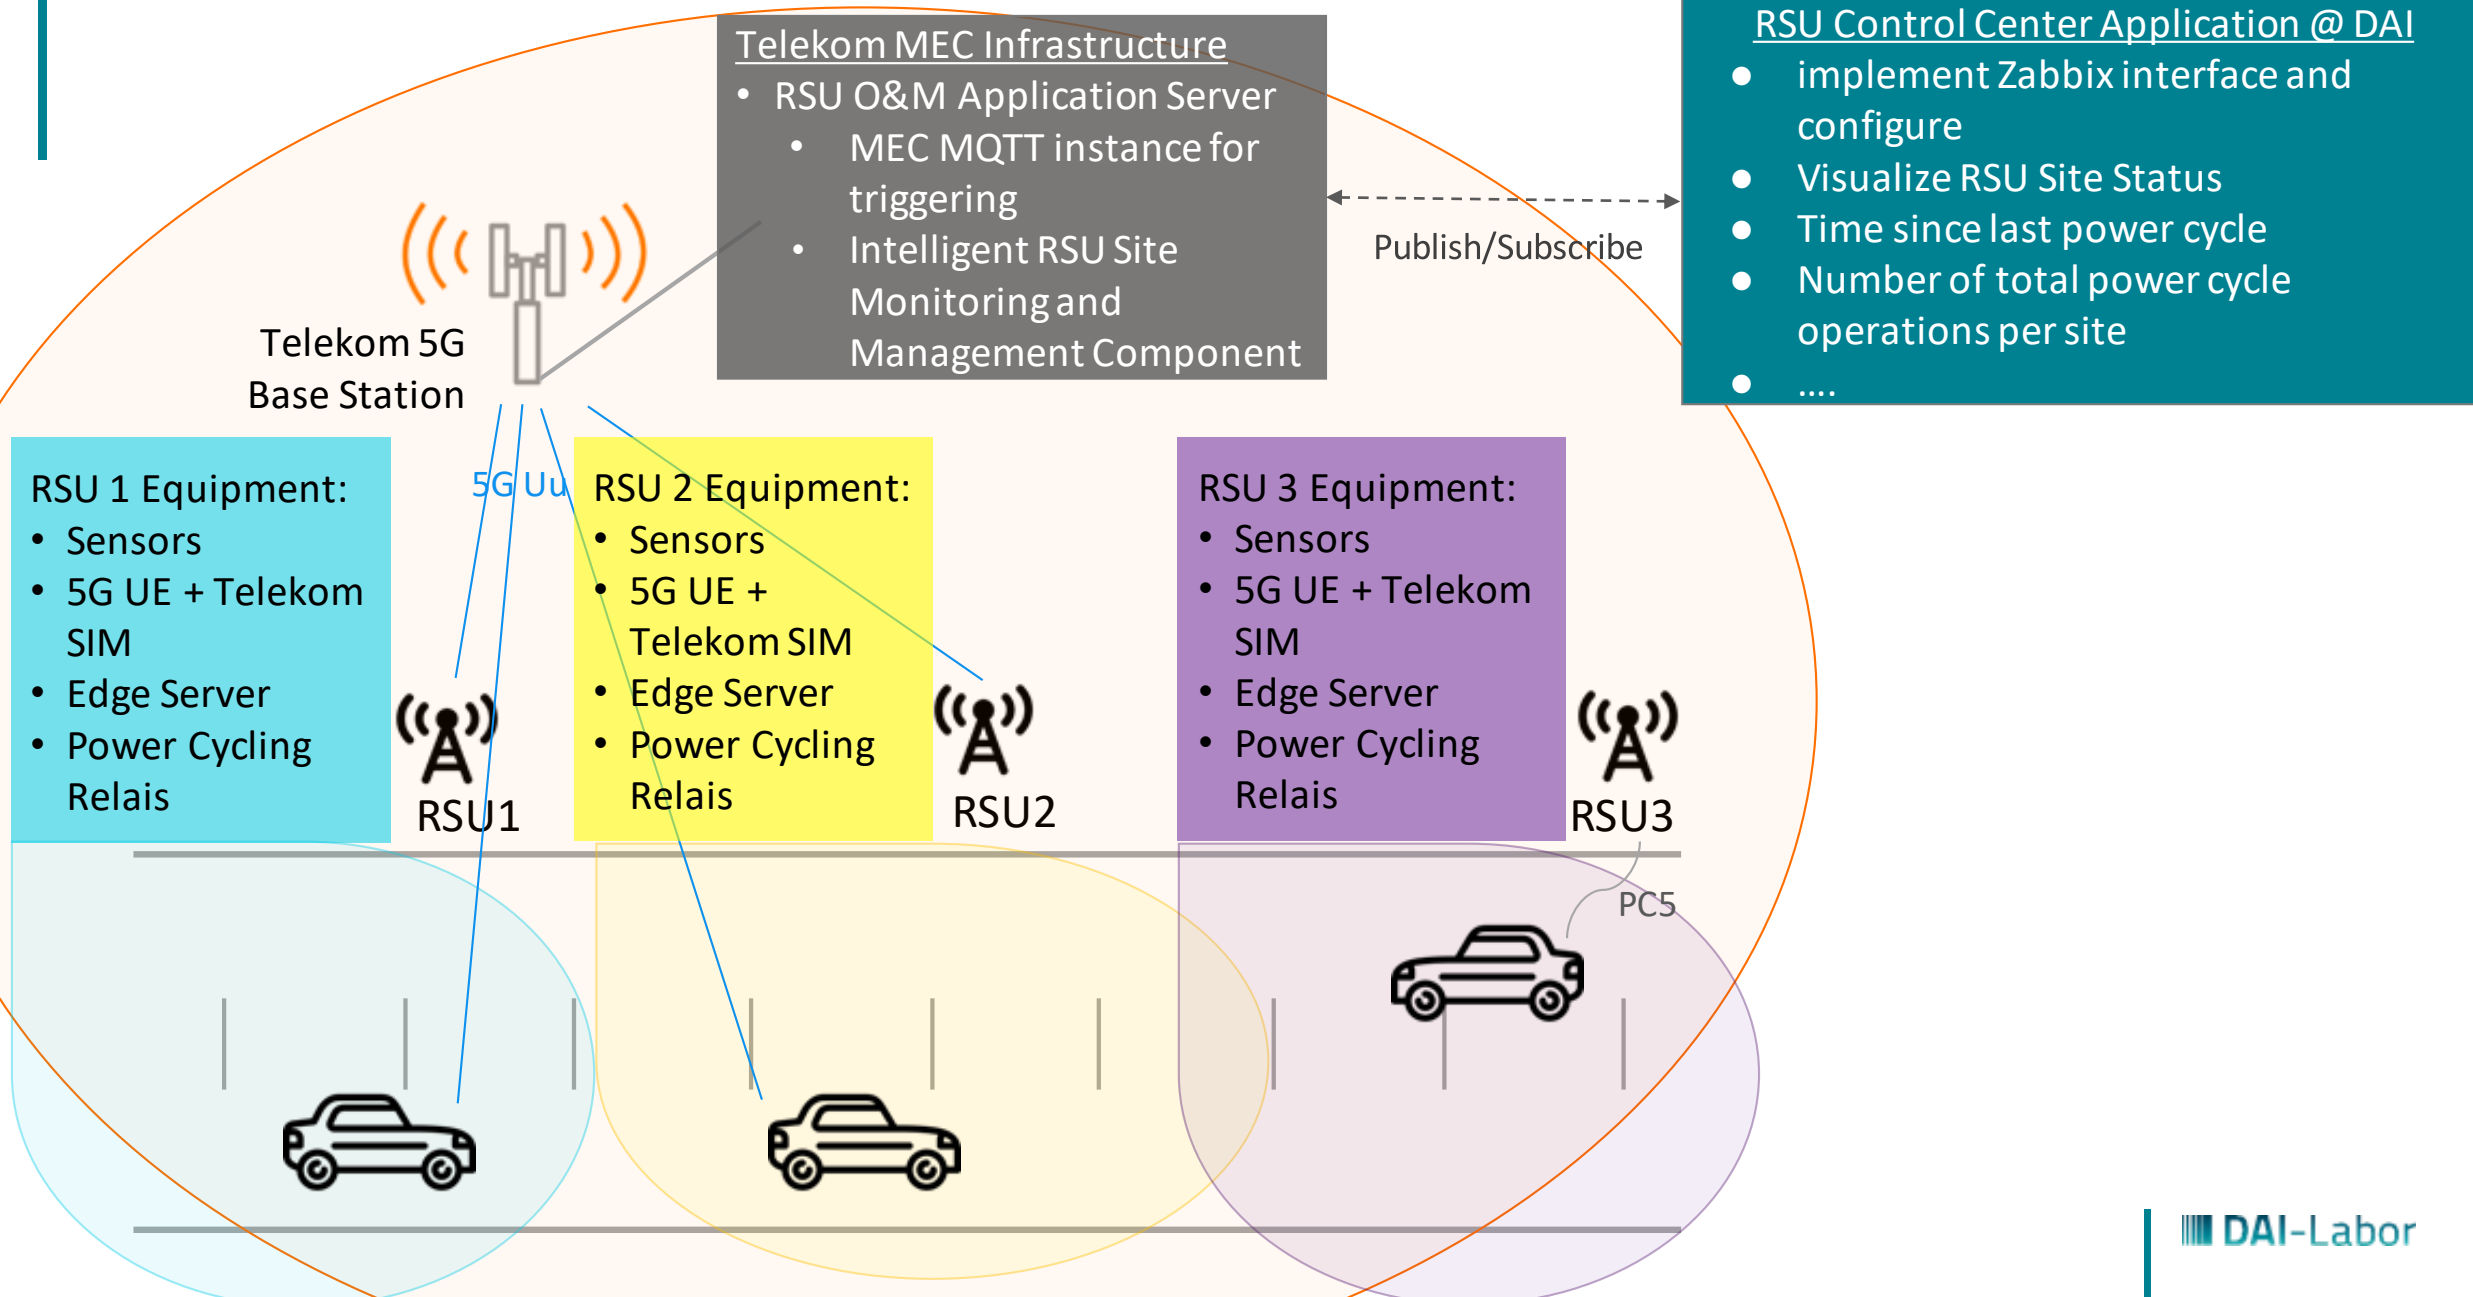 Telekom MEC Infrastructure
• RSU O&M Application Server
• MEC MQTT instance for
triggering
• Intelligent RSU Site
Monitoring and
Management Component
RSU Control Center Application @ DAI
● implement Zabbix interface and
configure
● Visualize RSU Site Status
● Time since last power cycle
● Number of total power cycle
operations per site
● ....
Publish/Subscribe
Telekom 5G
Base Station
5G Uu
RSU 1 Equipment:
• Sensors
• 5G UE + Telekom
SIM
• Edge Server
• Power Cycling
Relais
RSU1
RSU 2 Equipment:
• Sensors
• 5G UE +
Telekom SIM
• Edge Server
• Power Cycling
Relais
RSU2
RSU 3 Equipment:
• Sensors
• 5G UE + Telekom
SIM
• Edge Server
• Power Cycling
Relais
RSU3
PC5
DAI-Labor